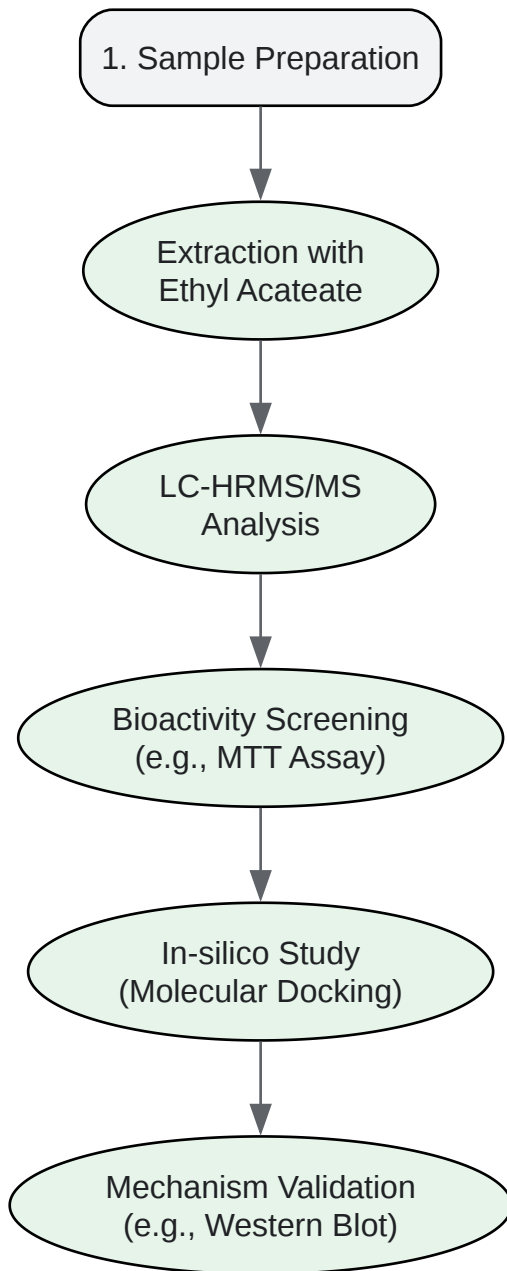 1. Sample Preparation
Extraction with
Ethyl Acateate
LC-HRMS/MS
Analysis
Bioactivity Screening
(e.g., MTT Assay)
In-silico Study
(Molecular Docking)
Mechanism Validation
(e.g., Western Blot)